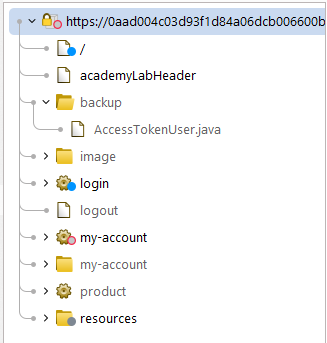 https://0aad004c03d93f1d84a06dcb006600b
/
academyLabHeader
backup
AccessTokenUser.java
image
login
logout
my-account
my-account
product
resources